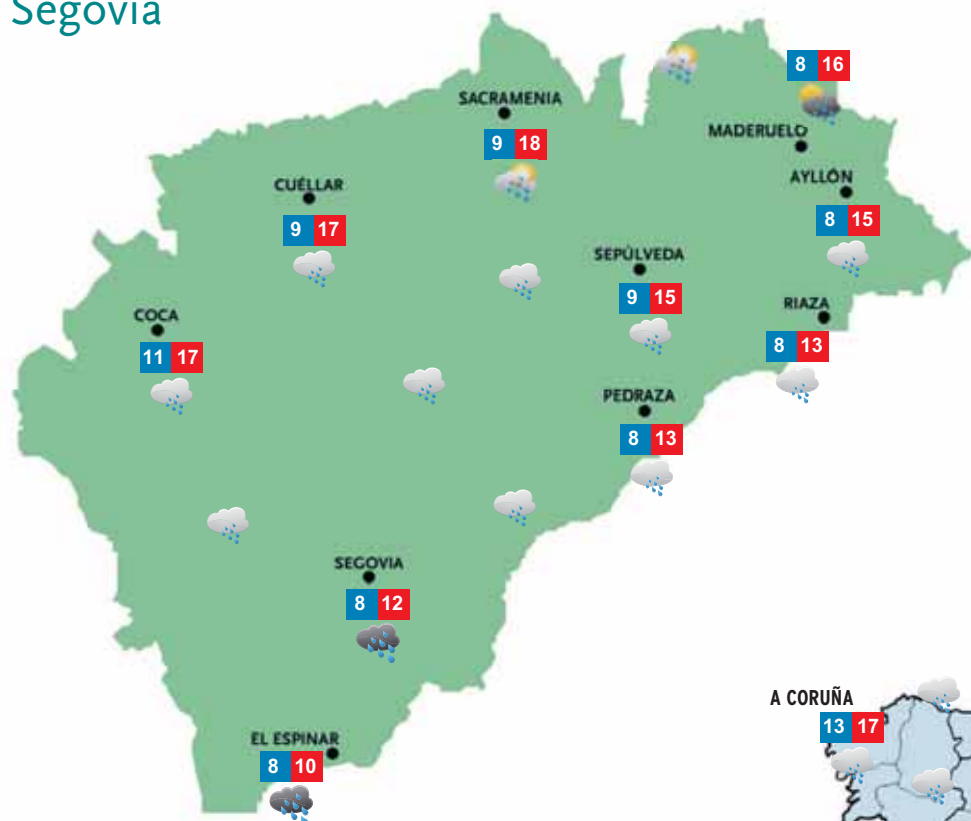 Segovia
8 16
SACRAMENIA
9 18
MADERUELO
AYLLÓN
8 15
CUÉLLAR
9 17
SEPÚLVEDA
9 15
RIAZA
8 13
COCA
11 17
PEDRAZA
8 13
SEGOVIA
8 12
A CORUÑA
13 17
EL ESPINAR
8 10